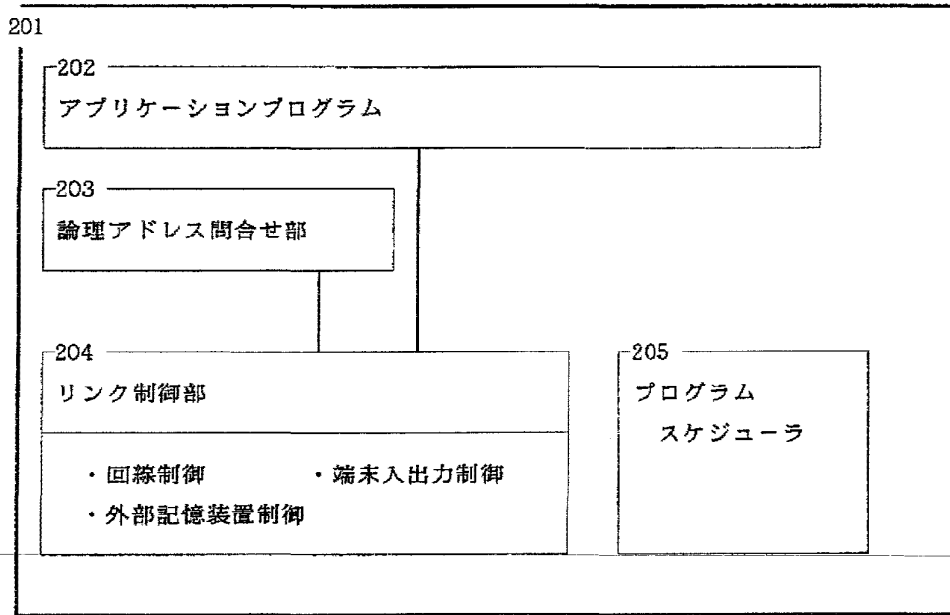 201
202
アプリケーションプログラム
203
論理アドレス問合せ部
204
リンク制御部
・回線制御 ・端末入出力制御
・外部記憶装置制御
205
プログラム
スケジューラ